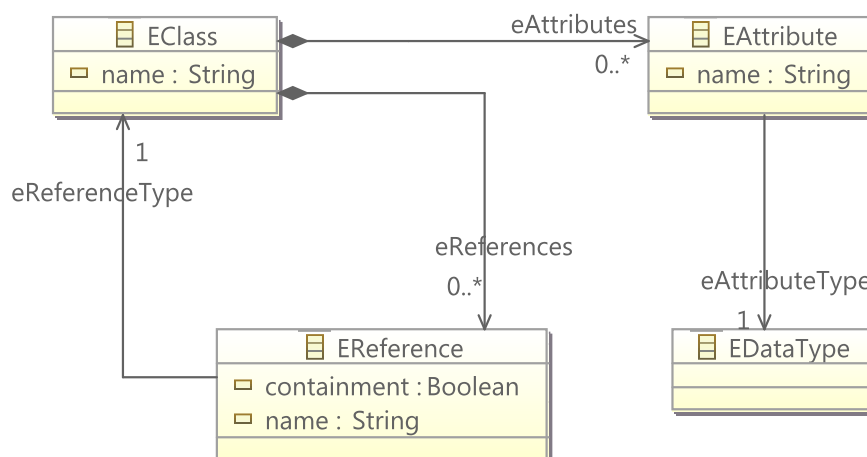 EClass
name : String
eAttributes
0..*
EAttribute
name : String
1
eReferenceType
eReferences
0..*
eAttributeType
1
EReference
containment : Boolean
name : String
EDataType